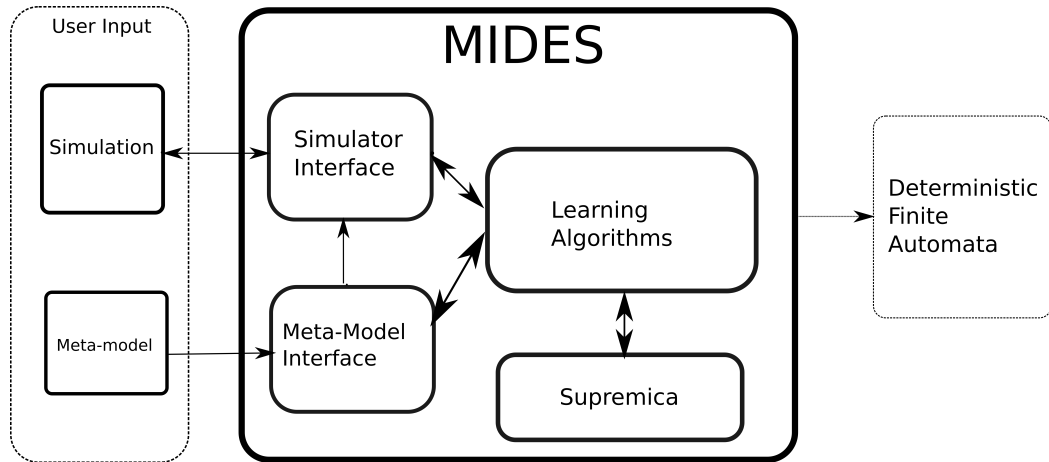 User Input
MIDES
Simulation
Simulator
Interface
Learning
Algorithms
Deterministic
Finite
Automata
Meta-model
Meta-Model
Interface
Supremica